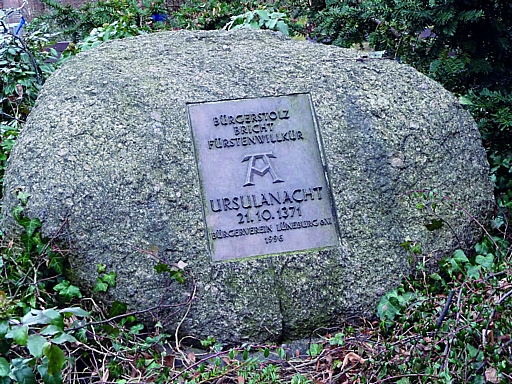 BÜRGERSTOLZ
BRICHT
FÜRSTENWILLKÜR
URSULANACHT
21.10.1371
BÜRGERVEREIN LÜNEBURG e.V.
1996